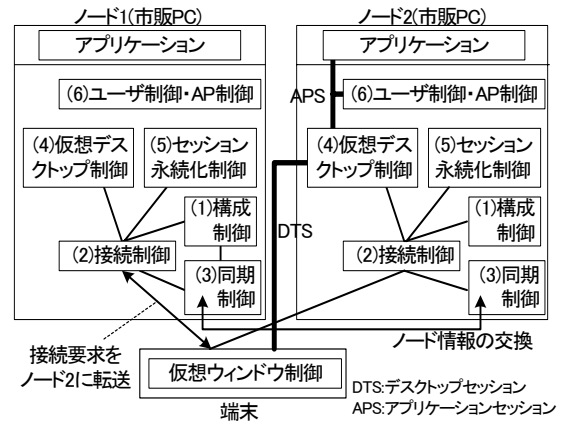 ノード1(市販PC)
アプリケーション
(6)ユーザ制御・AP制御
(4)仮想デス
クトップ制御
(5)セッション
永続化制御
(1)構成
制御
(2)接続制御
(3)同期
制御
ノード2(市販PC)
アプリケーション
APS
(6)ユーザ制御・AP制御
(4)仮想デス
クトップ制御
(5)セッション
永続化制御
DTS
(1)構成
制御
(2)接続制御
(3)同期
制御
接続要求を
ノード2に転送
ノード情報の交換
仮想ウィンドウ制御
端末
DTS:デスクトップセッション
APS:アプリケーションセッション